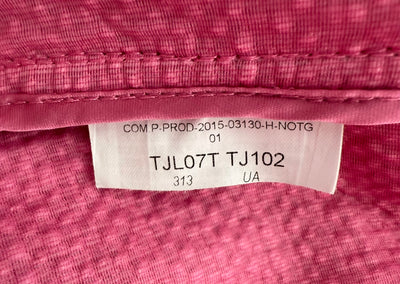 COM P-PROD-2015-03130-H-NOTG
01
TJL07T TJ102
313 UA